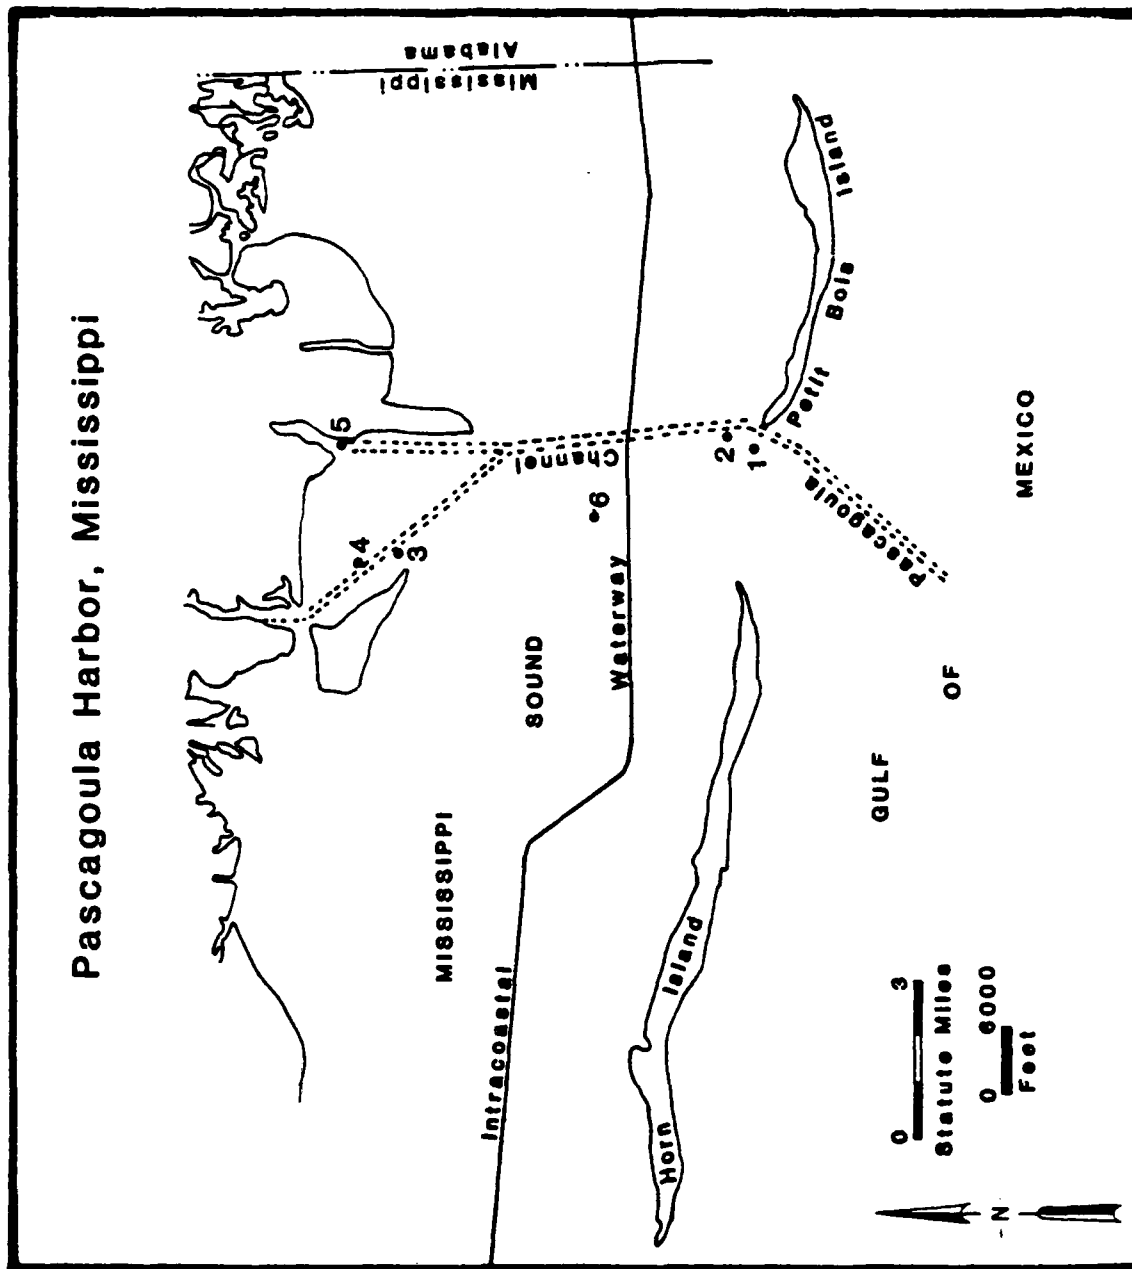 Pascagoula Harbor, Mississippi
Mississippi
Alabama
5
4
3
Channel
6
2
1
MISSISSIPPI
SOUND
Intracoastal
Waterway
Horn
Island
Petit
Bois
Island
Pascagoula
GULF
OF
MEXICO
0 3
Statute Miles
0 6000
Feet
N